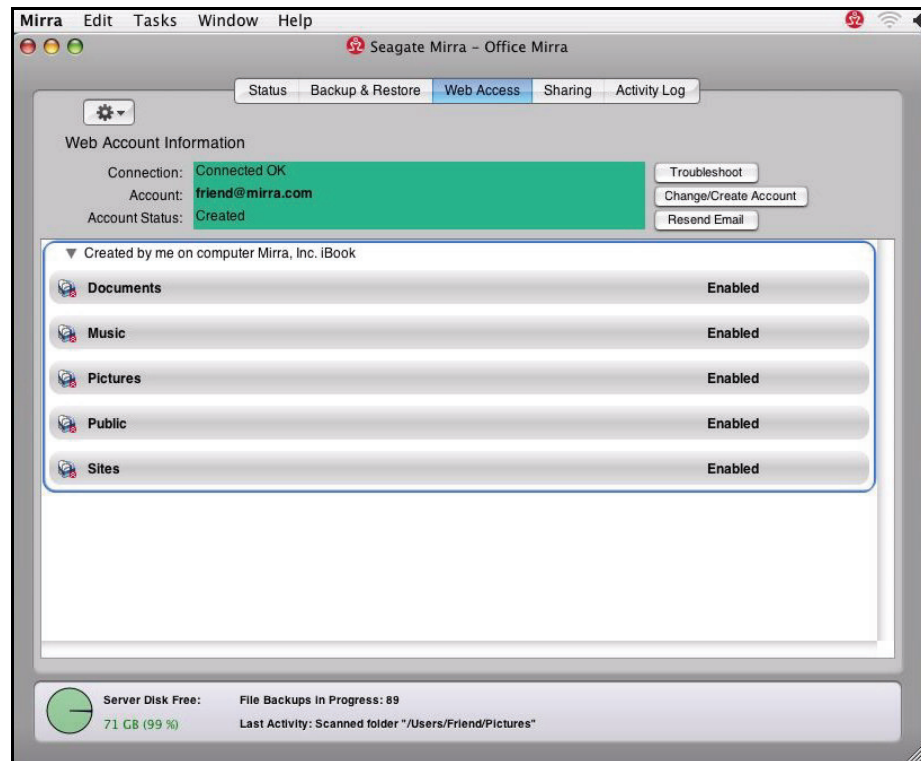 Mirra Edit Tasks Window Help
Seagate Mirra – Office Mirra
Status Backup & Restore Web Access Sharing Activity Log
Web Account Information
Connection: Connected OK Troubleshoot
Account: friend@mirra.com Change/Create Account
Account Status: Created Resend Email
Created by me on computer Mirra, Inc. iBook
Documents Enabled
Music Enabled
Pictures Enabled
Public Enabled
Sites Enabled
Server Disk Free: File Backups in Progress: 89
71 GB (99 %) Last Activity: Scanned folder "/Users/Friend/Pictures"